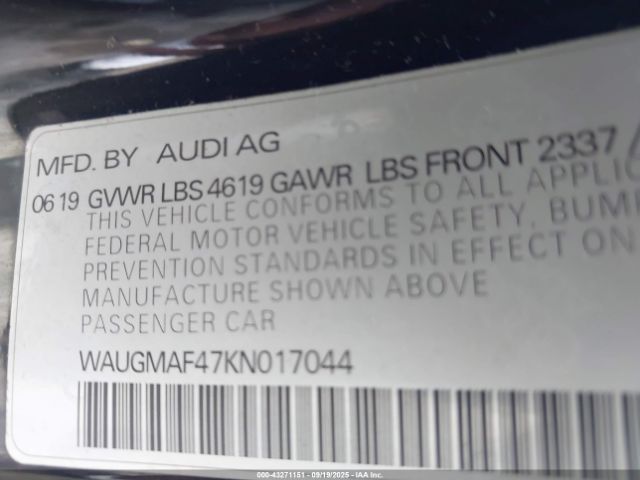 MFD. BY AUDI AG
06 19 GVWR LBS 4619 GAWR LBS FRONT 2337 /
THIS VEHICLE CONFORMS TO ALL
FEDERAL MOTOR VEHICLE SAFETY,
PREVENTION STANDARDS IN EFFECT ON
MANUFACTURE SHOWN ABOVE
PASSENGER CAR
WAUGMAF47KN017044
000-43271151 | 09/19/2025 | IAA Inc.